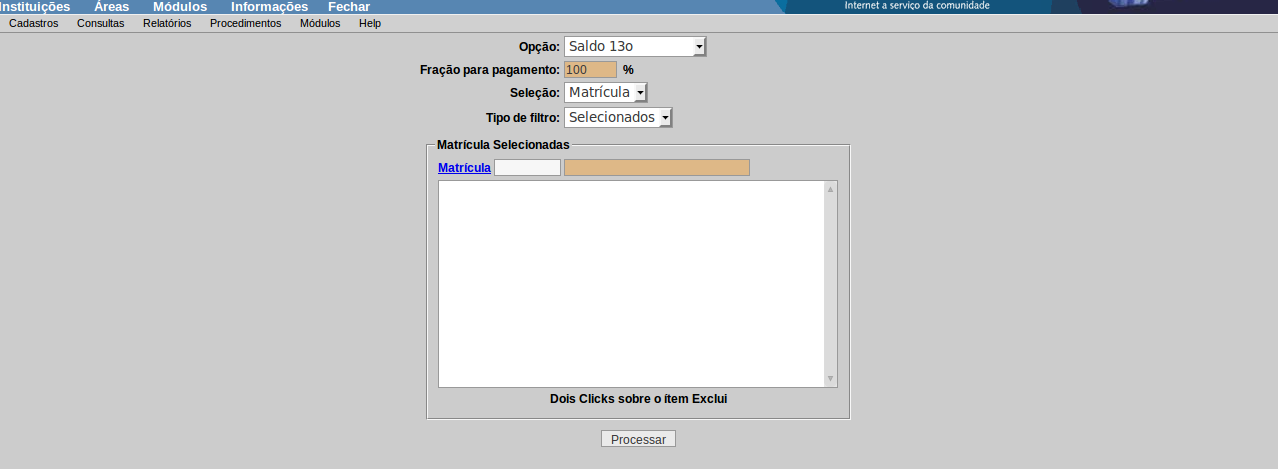 Instituições Áreas Módulos Informações Fechar
Internet a serviço da comunidade
Cadastros Consultas Relatórios Procedimentos Módulos Help
Opção: Saldo 13o
Fração para pagamento: 100 %
Seleção: Matrícula
Tipo de filtro: Selecionados
Matrícula Selecionadas
Matrícula
Dois Clicks sobre o ítem Exclui
Processar